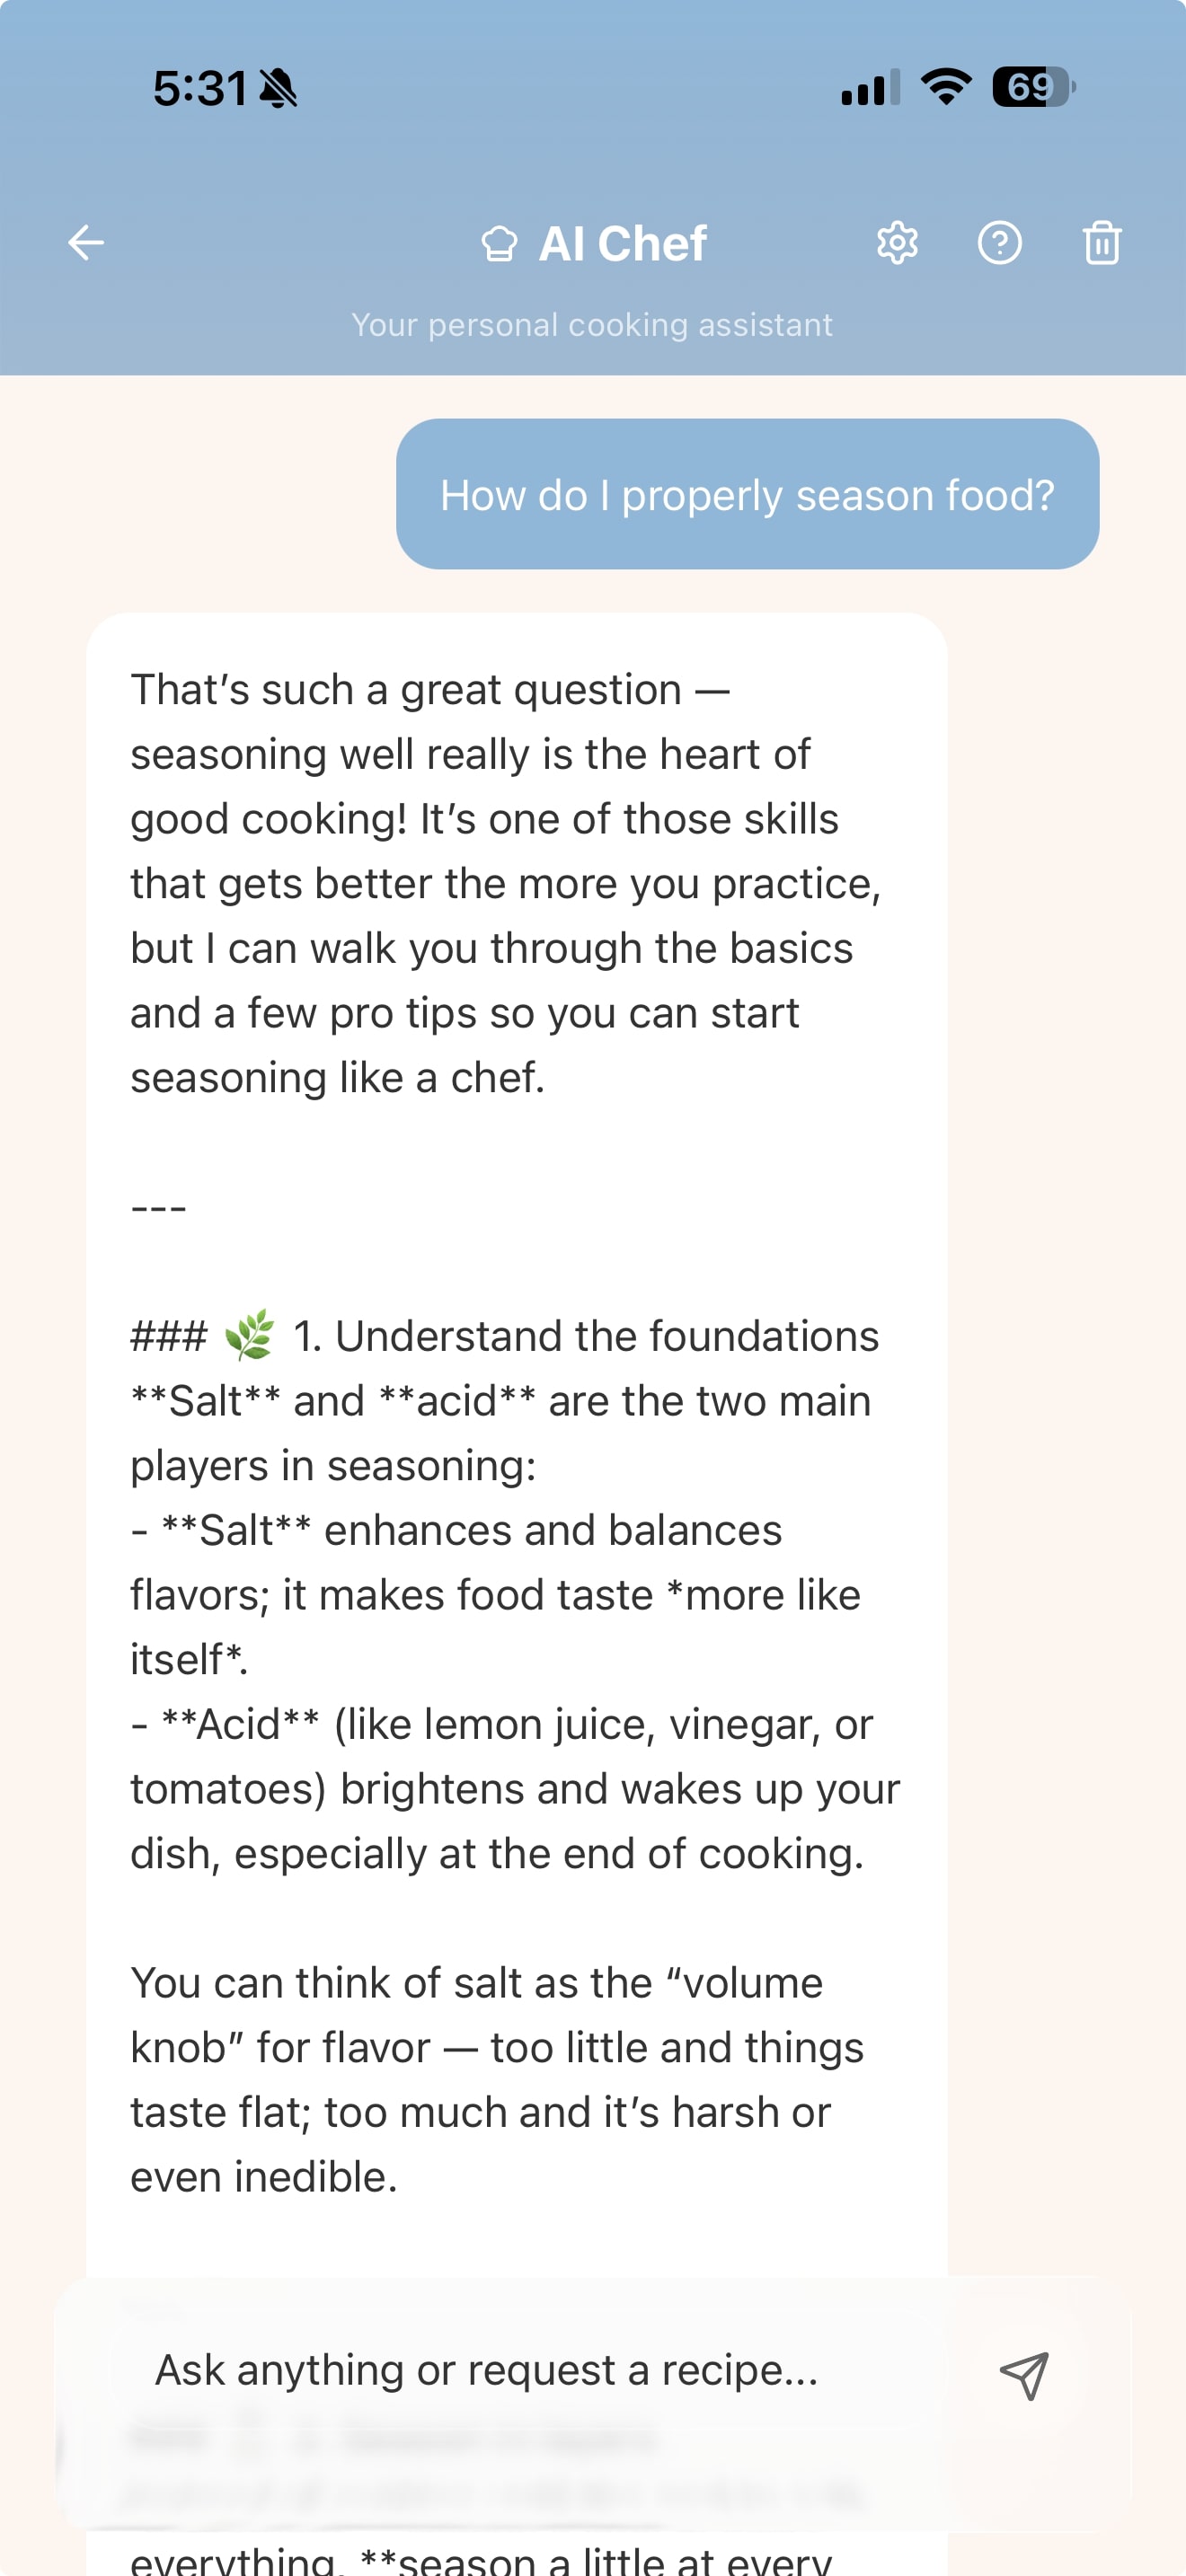 5:31
69
AI Chef
Your personal cooking assistant
How do I properly season food?
That’s such a great question —
seasoning well really is the heart of
good cooking! It’s one of those skills
that gets better the more you practice,
but I can walk you through the basics
and a few pro tips so you can start
seasoning like a chef.
---
### 🌿 1. Understand the foundations
**Salt** and **acid** are the two main
players in seasoning:
- **Salt** enhances and balances
flavors; it makes food taste *more like
itself*.
- **Acid** (like lemon juice, vinegar, or
tomatoes) brightens and wakes up your
dish, especially at the end of cooking.
You can think of salt as the “volume
knob” for flavor — too little and things
taste flat; too much and it’s harsh or
even inedible.
Ask anything or request a recipe...
everything, **season a little at every